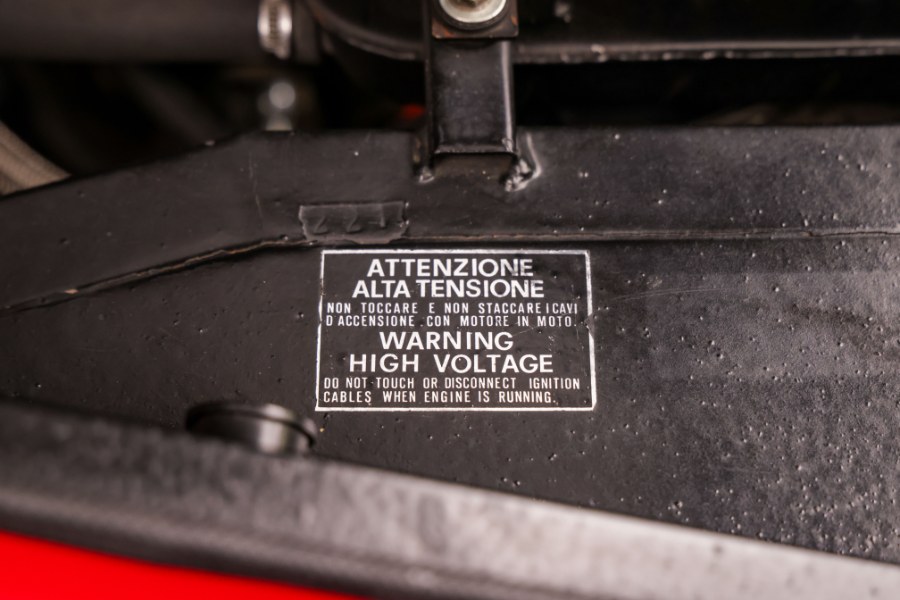 221
ATTENZIONE
ALTA TENSIONE
NON TOCCARE E NON STACCARE I CAVI
D'ACCENSIONE CON MOTORE IN MOTO.
WARNING
HIGH VOLTAGE
DO NOT TOUCH OR DISCONNECT IGNITION
CABLES WHEN ENGINE IS RUNNING.